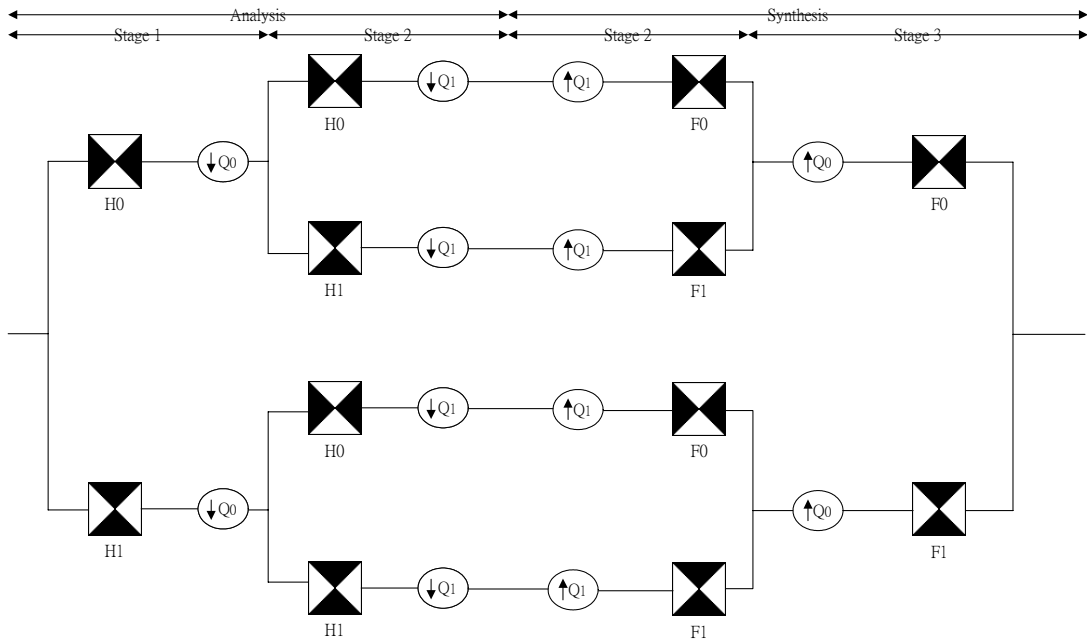 Analysis Synthesis
Stage 1 Stage 2 Stage 2 Stage 3
↓Q1 ↑Q1
H0 F0
↓Q0 ↑Q0
H0 F0
↓Q1 ↑Q1
H1 F1
↓Q1 ↑Q1
H0 F0
↓Q0 ↑Q0
H1 F1
↓Q1 ↑Q1
H1 F1